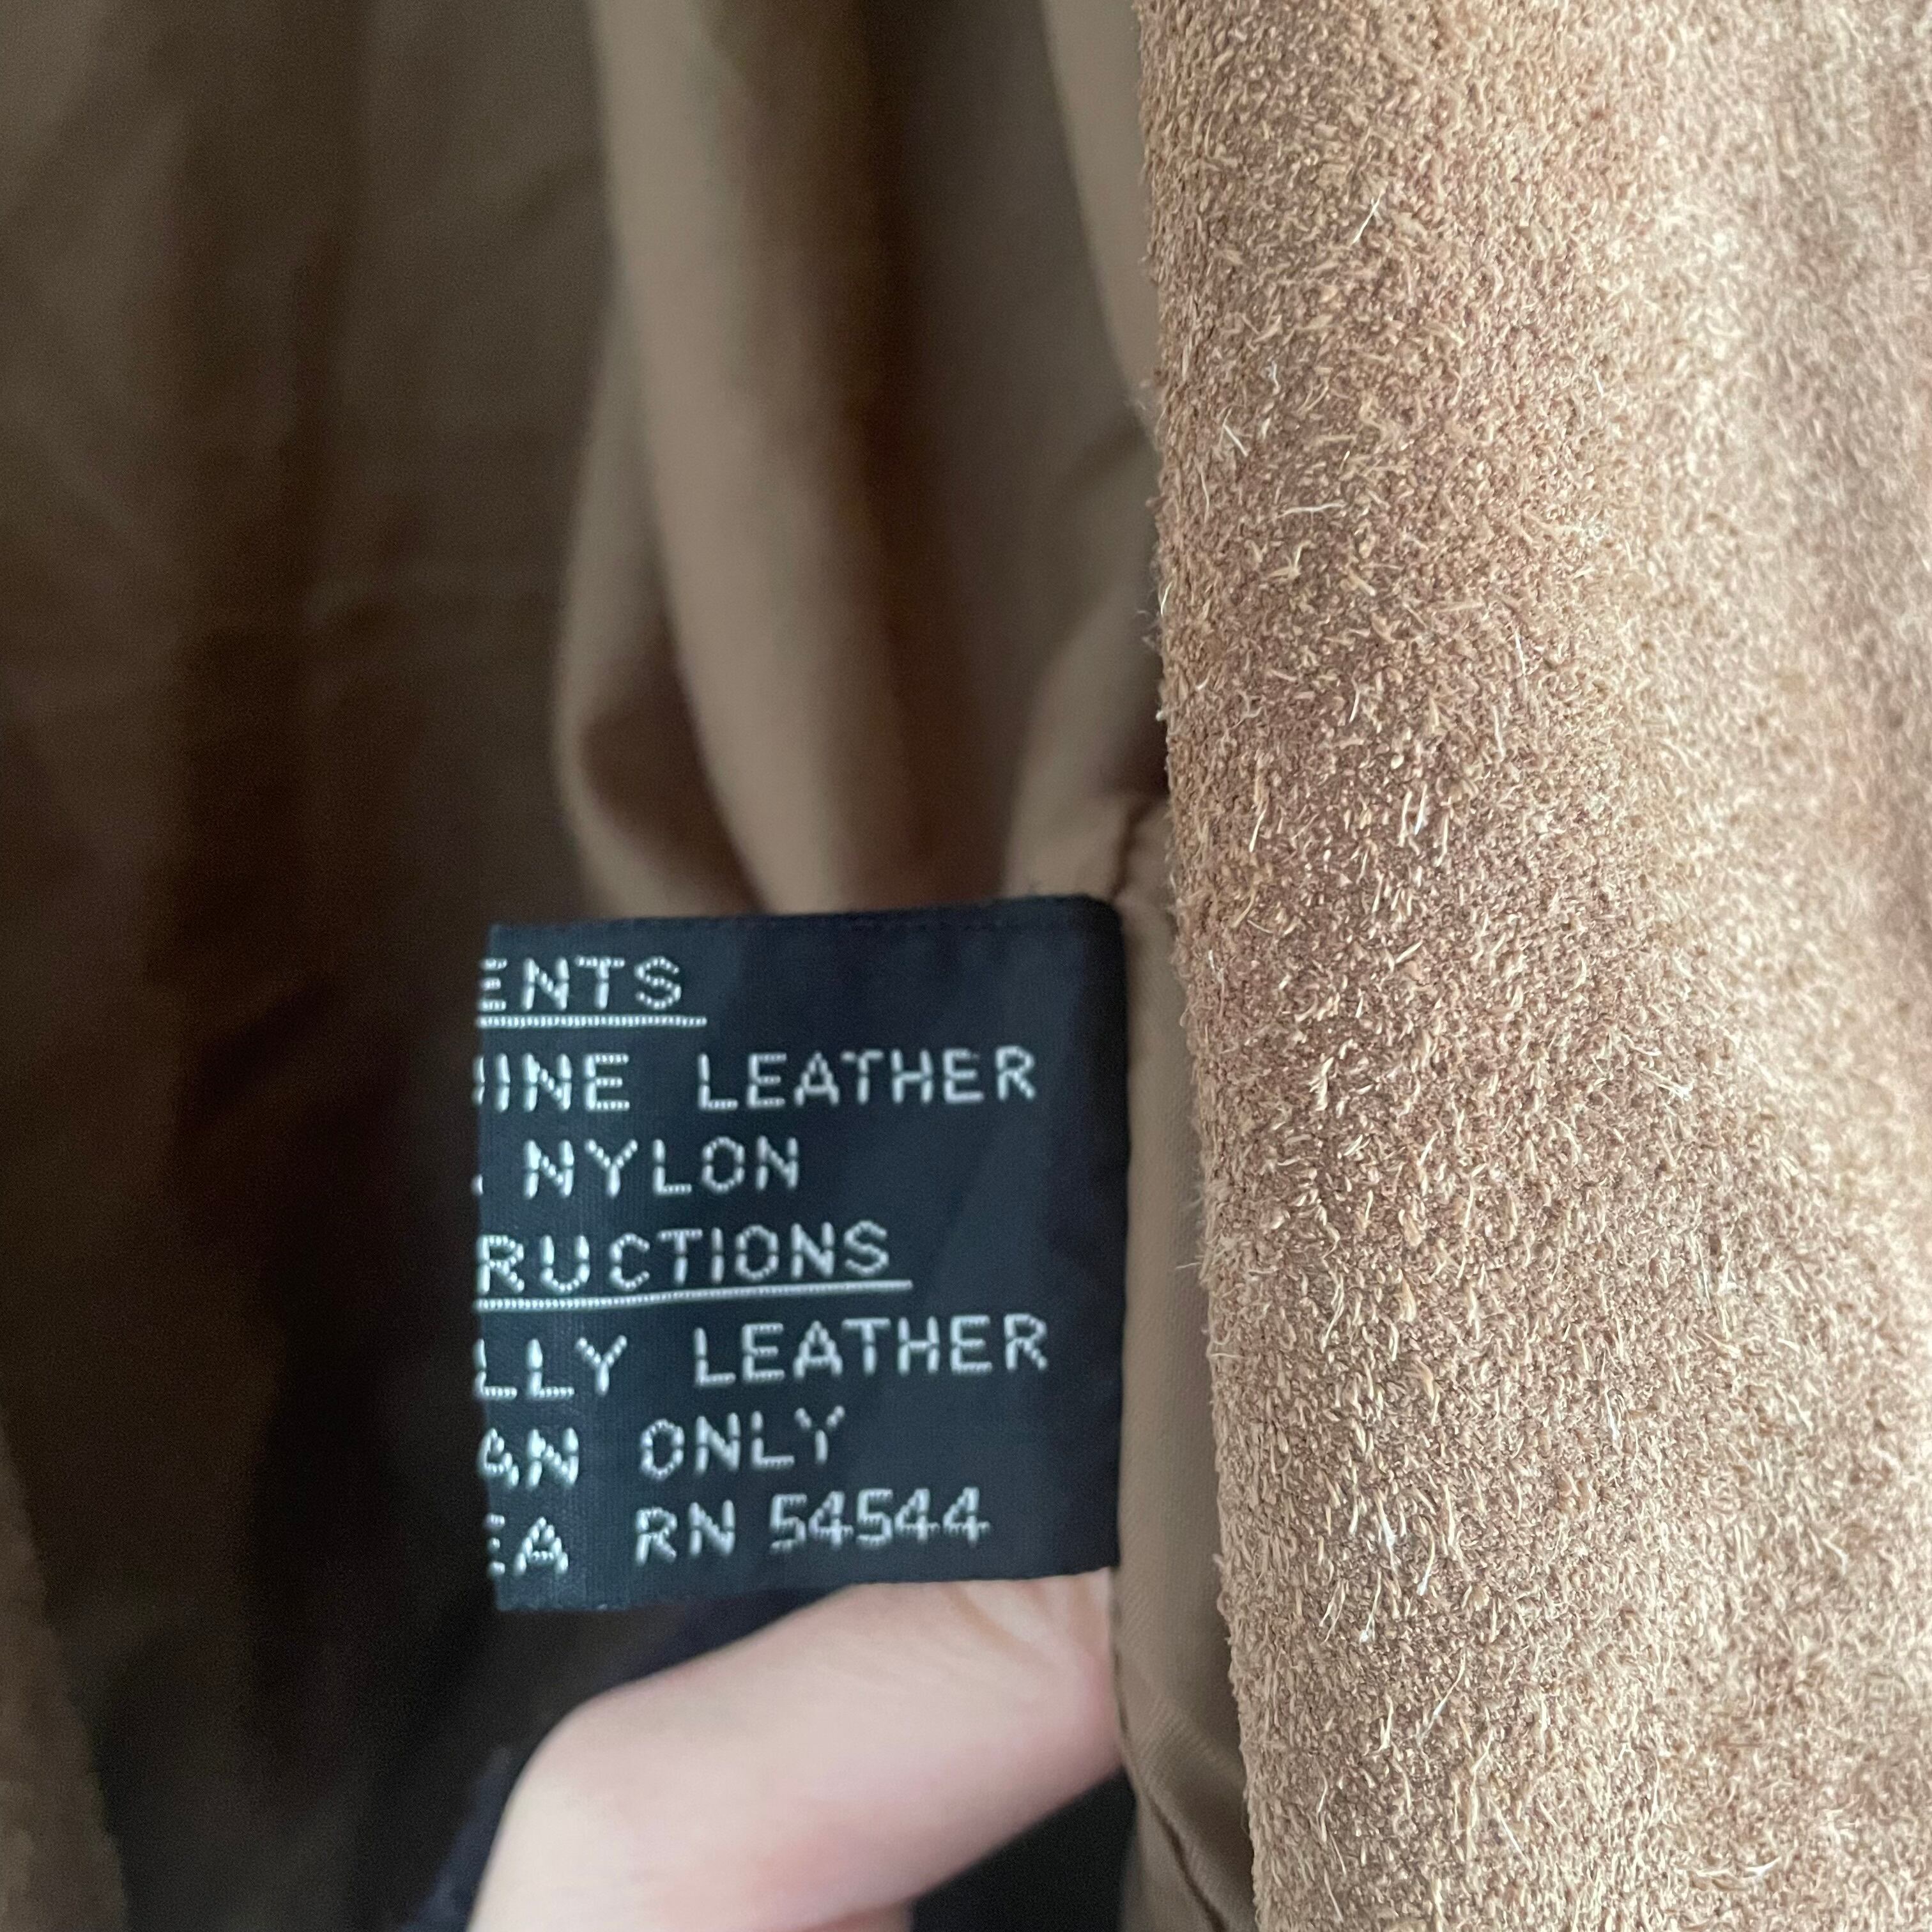 ENTS
INE LEATHER
NYLON
RUCTIONS
LLY LEATHER
AN ONLY
EA RN 54544